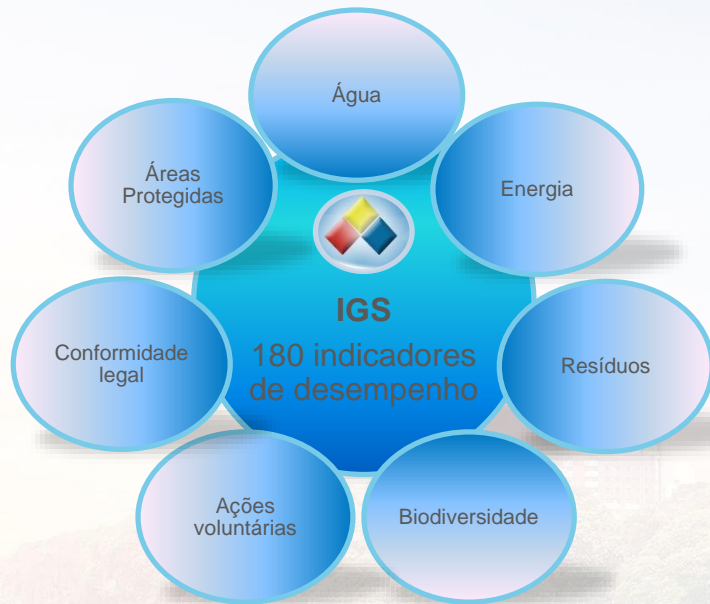 Água
Áreas
Protegidas
Energia
IGS
180 indicadores
de desempenho
Conformidade
legal
Resíduos
Ações
voluntárias
Biodiversidade